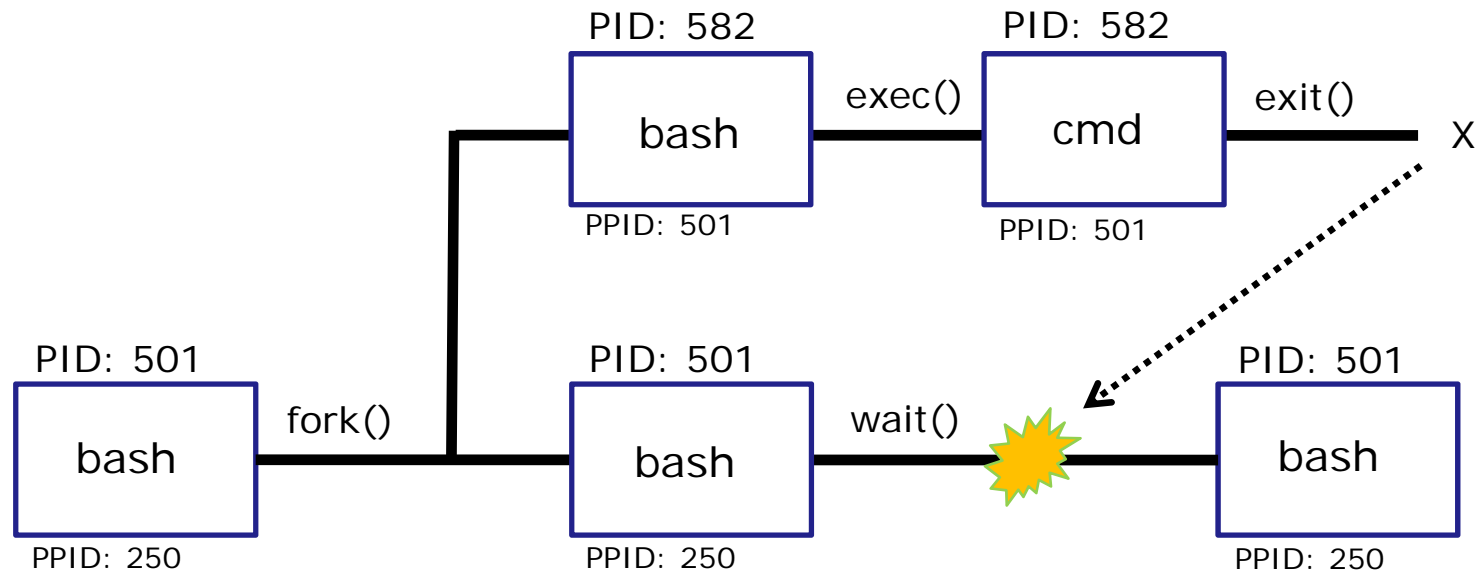 PID: 582
PID: 582
bash
exec()
cmd
exit()
X
PPID: 501
PPID: 501
PID: 501
PID: 501
PID: 501
bash
fork()
bash
wait()
bash
PPID: 250
PPID: 250
PPID: 250